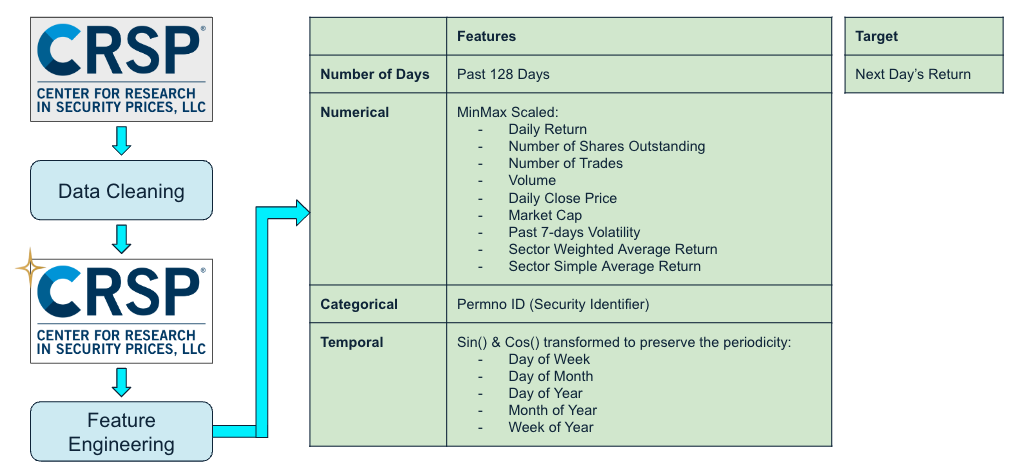 CRSP®
CENTER FOR RESEARCH
IN SECURITY PRICES, LLC
Data Cleaning
CRSP®
CENTER FOR RESEARCH
IN SECURITY PRICES, LLC
Feature
Engineering
Features
Number of Days
Past 128 Days
Numerical
MinMax Scaled:
- Daily Return
- Number of Shares Outstanding
- Number of Trades
- Volume
- Daily Close Price
- Market Cap
- Past 7-days Volatility
- Sector Weighted Average Return
- Sector Simple Average Return
Categorical
Permno ID (Security Identifier)
Temporal
Sin() & Cos() transformed to preserve the periodicity:
- Day of Week
- Day of Month
- Day of Year
- Month of Year
- Week of Year
Target
Next Day's Return